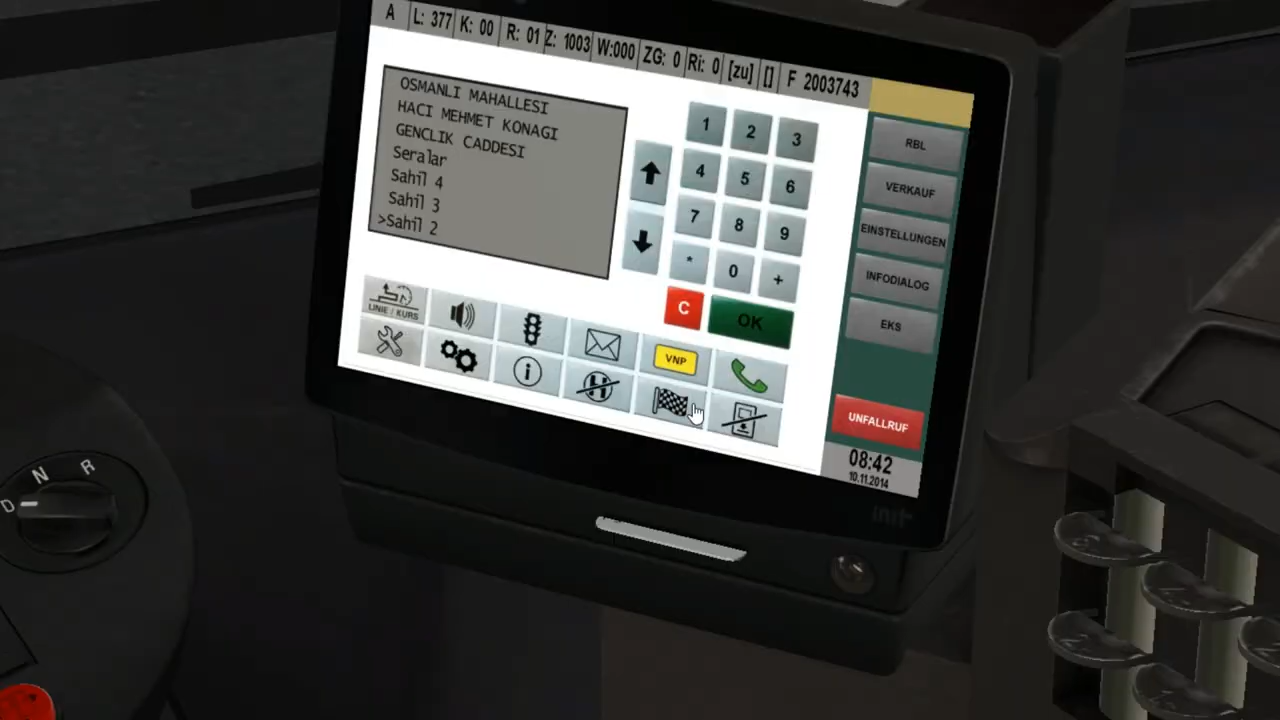 A L: 377 K: 00 R: 01 Z: 1003 W:000 ZG: 0 Ri: 0 [zu] [] F 2003743
OSMANLI MAHALLESI
HACI MEHMET KONAGI
GENCLIK CADDESI
Seralar
Sahil 4
Sahil 3
>Sahil 2
1 2 3
4 5 6
7 8 9
* 0 +
C OK
LINIE / KURS
VNP
i
H
RBL
VERKAUF
EINSTELLUNGEN
INFODIALOG
EKS
UNFALLRUF
08:42
10.11.2014
init
D N R